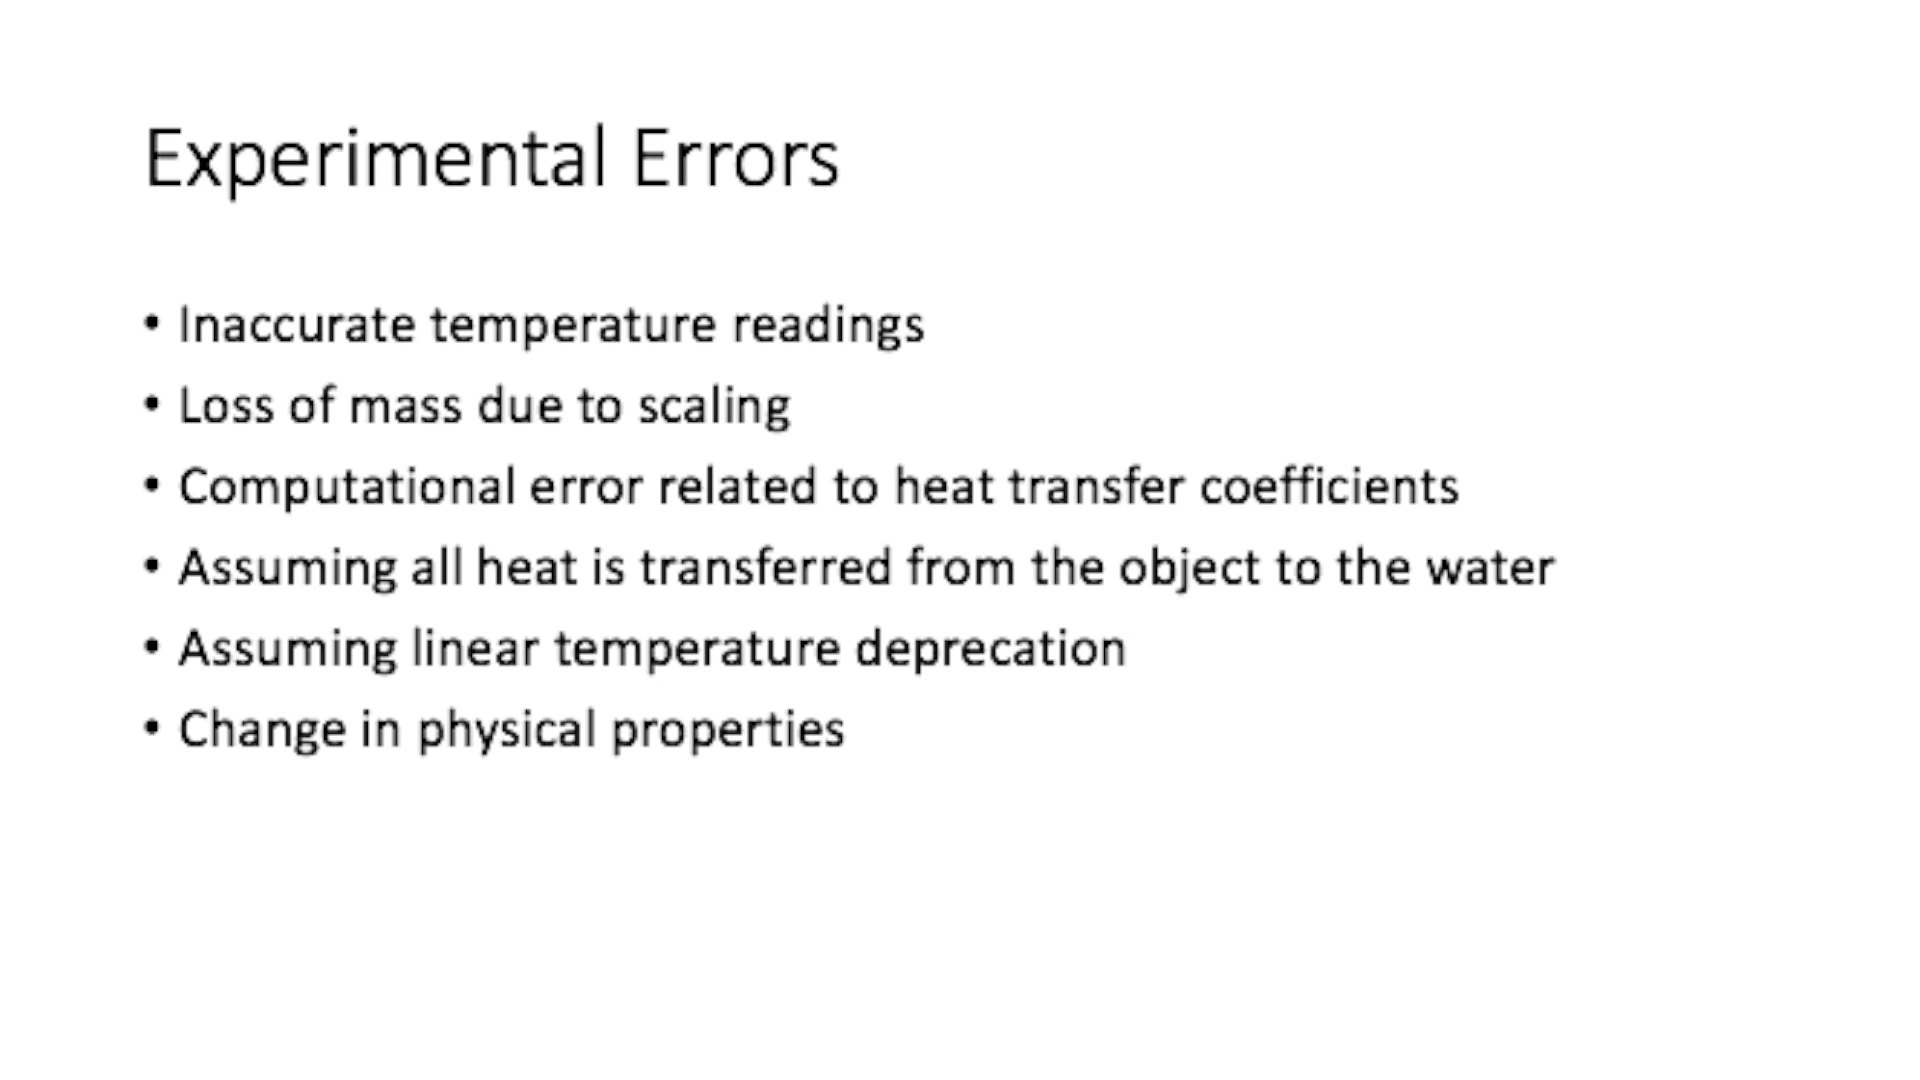 Experimental Errors
• Inaccurate temperature readings
• Loss of mass due to scaling
• Computational error related to heat transfer coefficients
• Assuming all heat is transferred from the object to the water
• Assuming linear temperature deprecation
• Change in physical properties